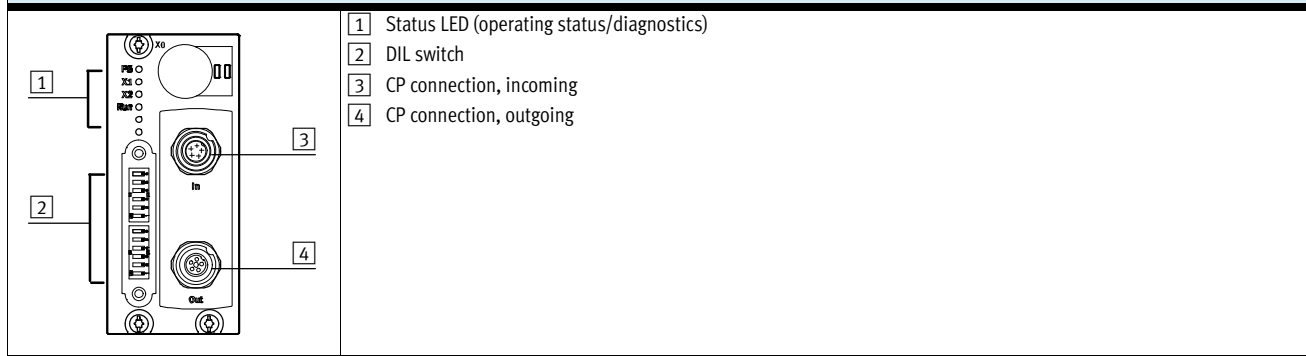 1 Status LED (operating status/diagnostics)
2 DIL switch
3 CP connection, incoming
4 CP connection, outgoing
X0
PS
X1
X2
Run
1
3
In
2
4
Out